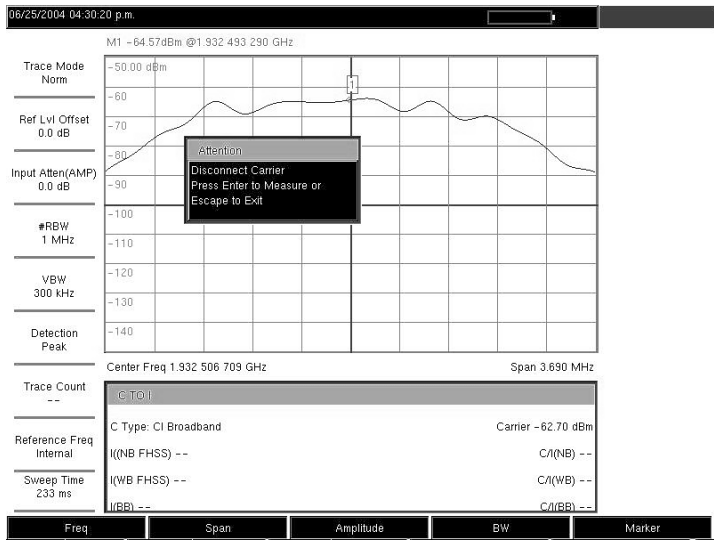 06/25/2004 04:30:20 p.m.
M1 -64.57dBm @1.932 493 290 GHz
Trace Mode
Norm
Ref Lvl Offset
0.0 dB
Input Atten(AMP)
0.0 dB
#RBW
1 MHz
VBW
300 kHz
Detection
Peak
Trace Count
--
Reference Freq
Internal
Sweep Time
233 ms
-50.00 dBm
-60
-70
-80
-90
-100
-110
-120
-130
-140
1
Attention
Disconnect Carrier
Press Enter to Measure or
Escape to Exit
Center Freq 1.932 506 709 GHz
Span 3.690 MHz
C TO I
C Type: CI Broadband
Carrier -62.70 dBm
I((NB FHSS) --
C/I(NB) --
I(WB FHSS) --
C/I(WB) --
I(BB) --
C/I(BB) --
Freq
Span
Amplitude
BW
Marker